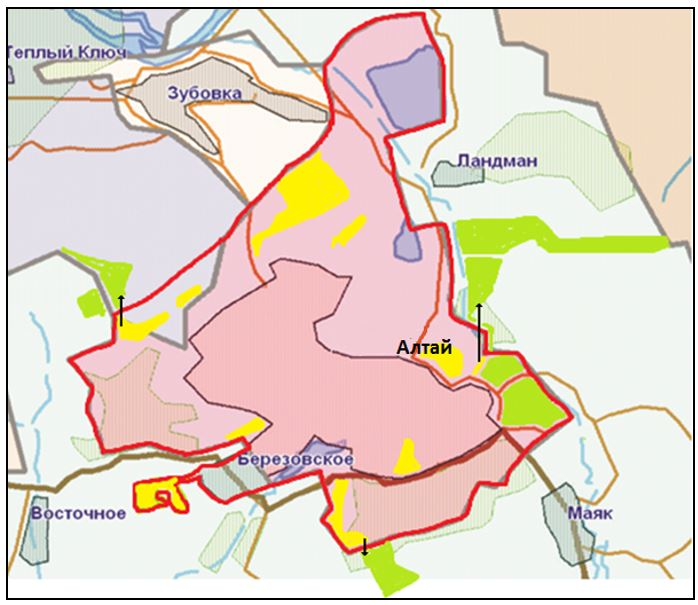 Теплый Ключ
Зубовка
Ландман
Алтай
Березовское
Восточное
Маяк